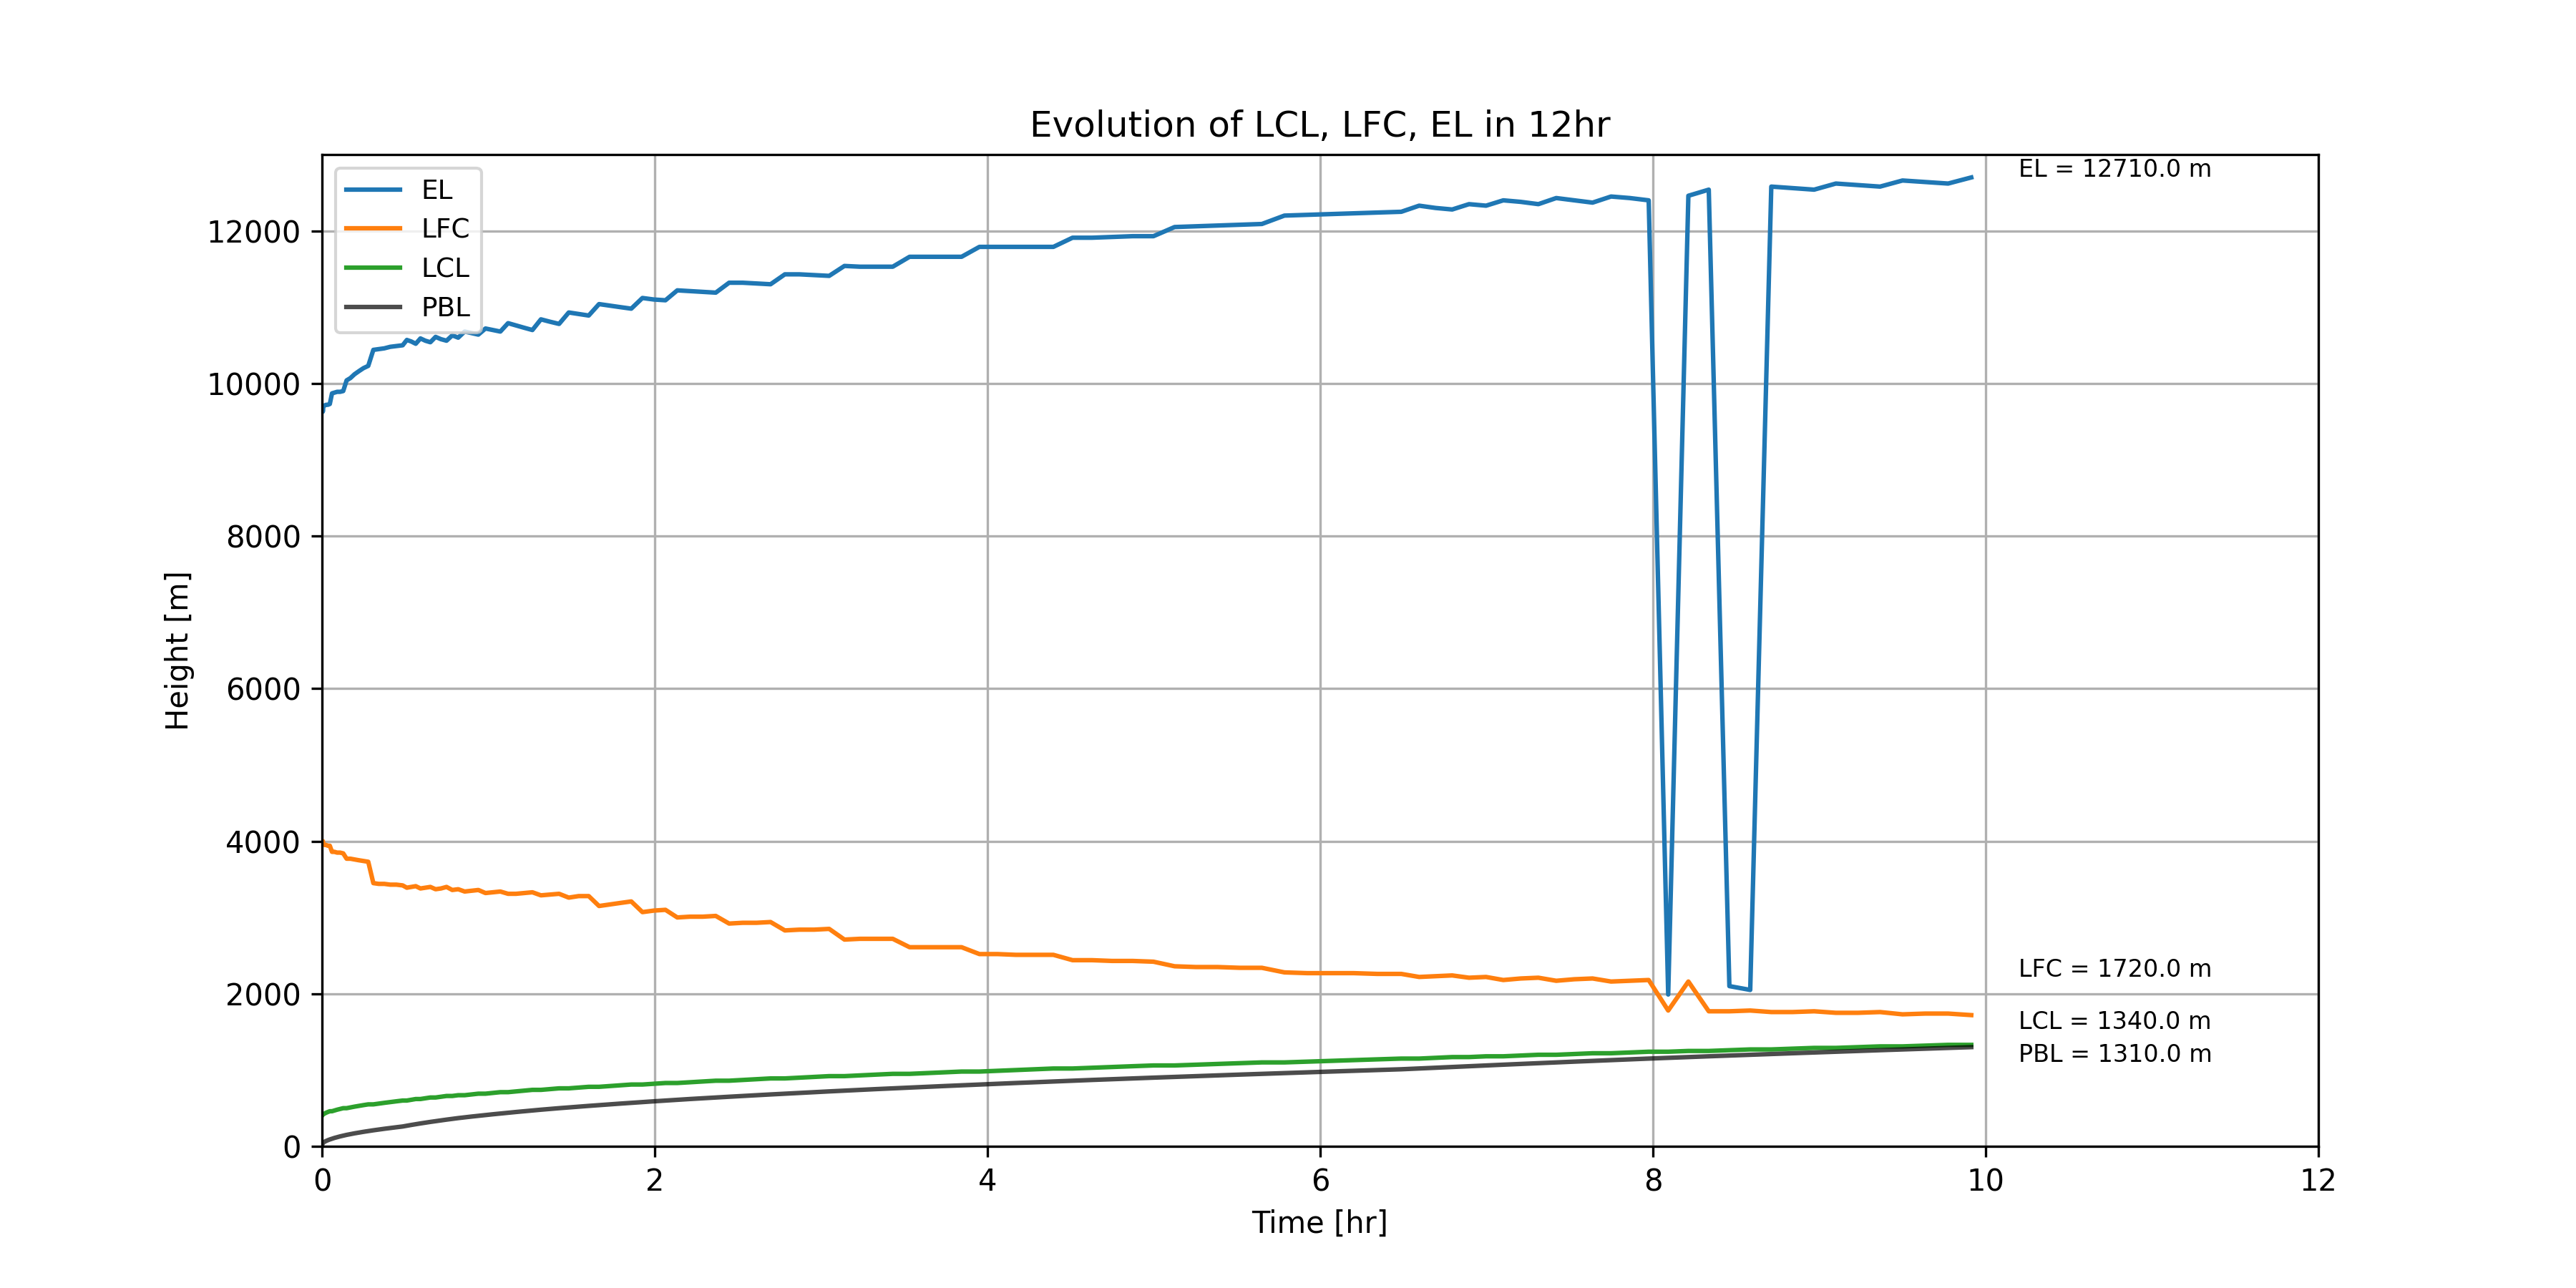 Evolution of LCL, LFC, EL in 12hr
EL
LFC
LCL
PBL
EL = 12710.0 m
LFC = 1720.0 m
LCL = 1340.0 m
PBL = 1310.0 m
12000
10000
8000
6000
4000
2000
0
Height [m]
0 2 4 6 8 10 12
Time [hr]